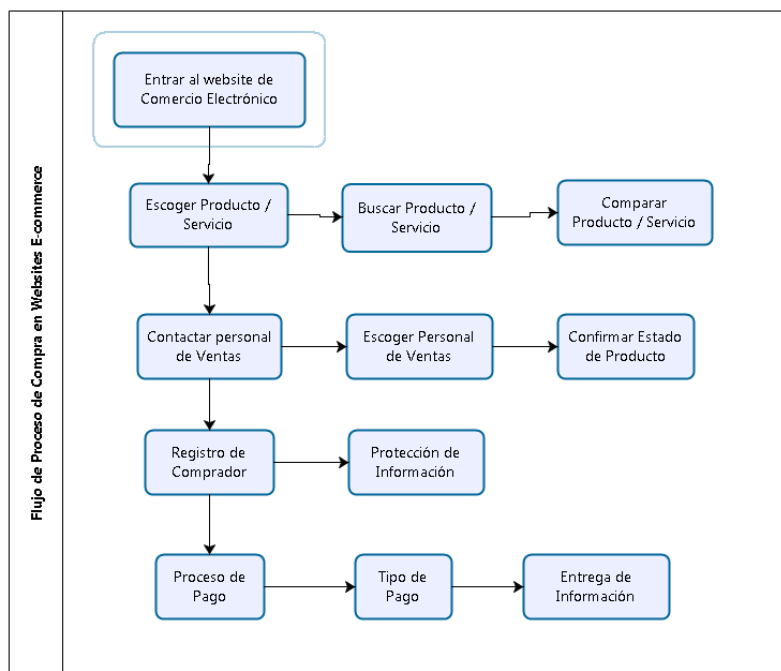 Flujo de Proceso de Compra en Websites E-commerce
Entrar al website de
Comercio Electrónico
Escoger Producto /
Servicio
Buscar Producto /
Servicio
Comparar
Producto / Servicio
Contactar personal
de Ventas
Escoger Personal
de Ventas
Confirmar Estado
de Producto
Registro de
Comprador
Protección de
Información
Proceso de
Pago
Tipo de
Pago
Entrega de
Información